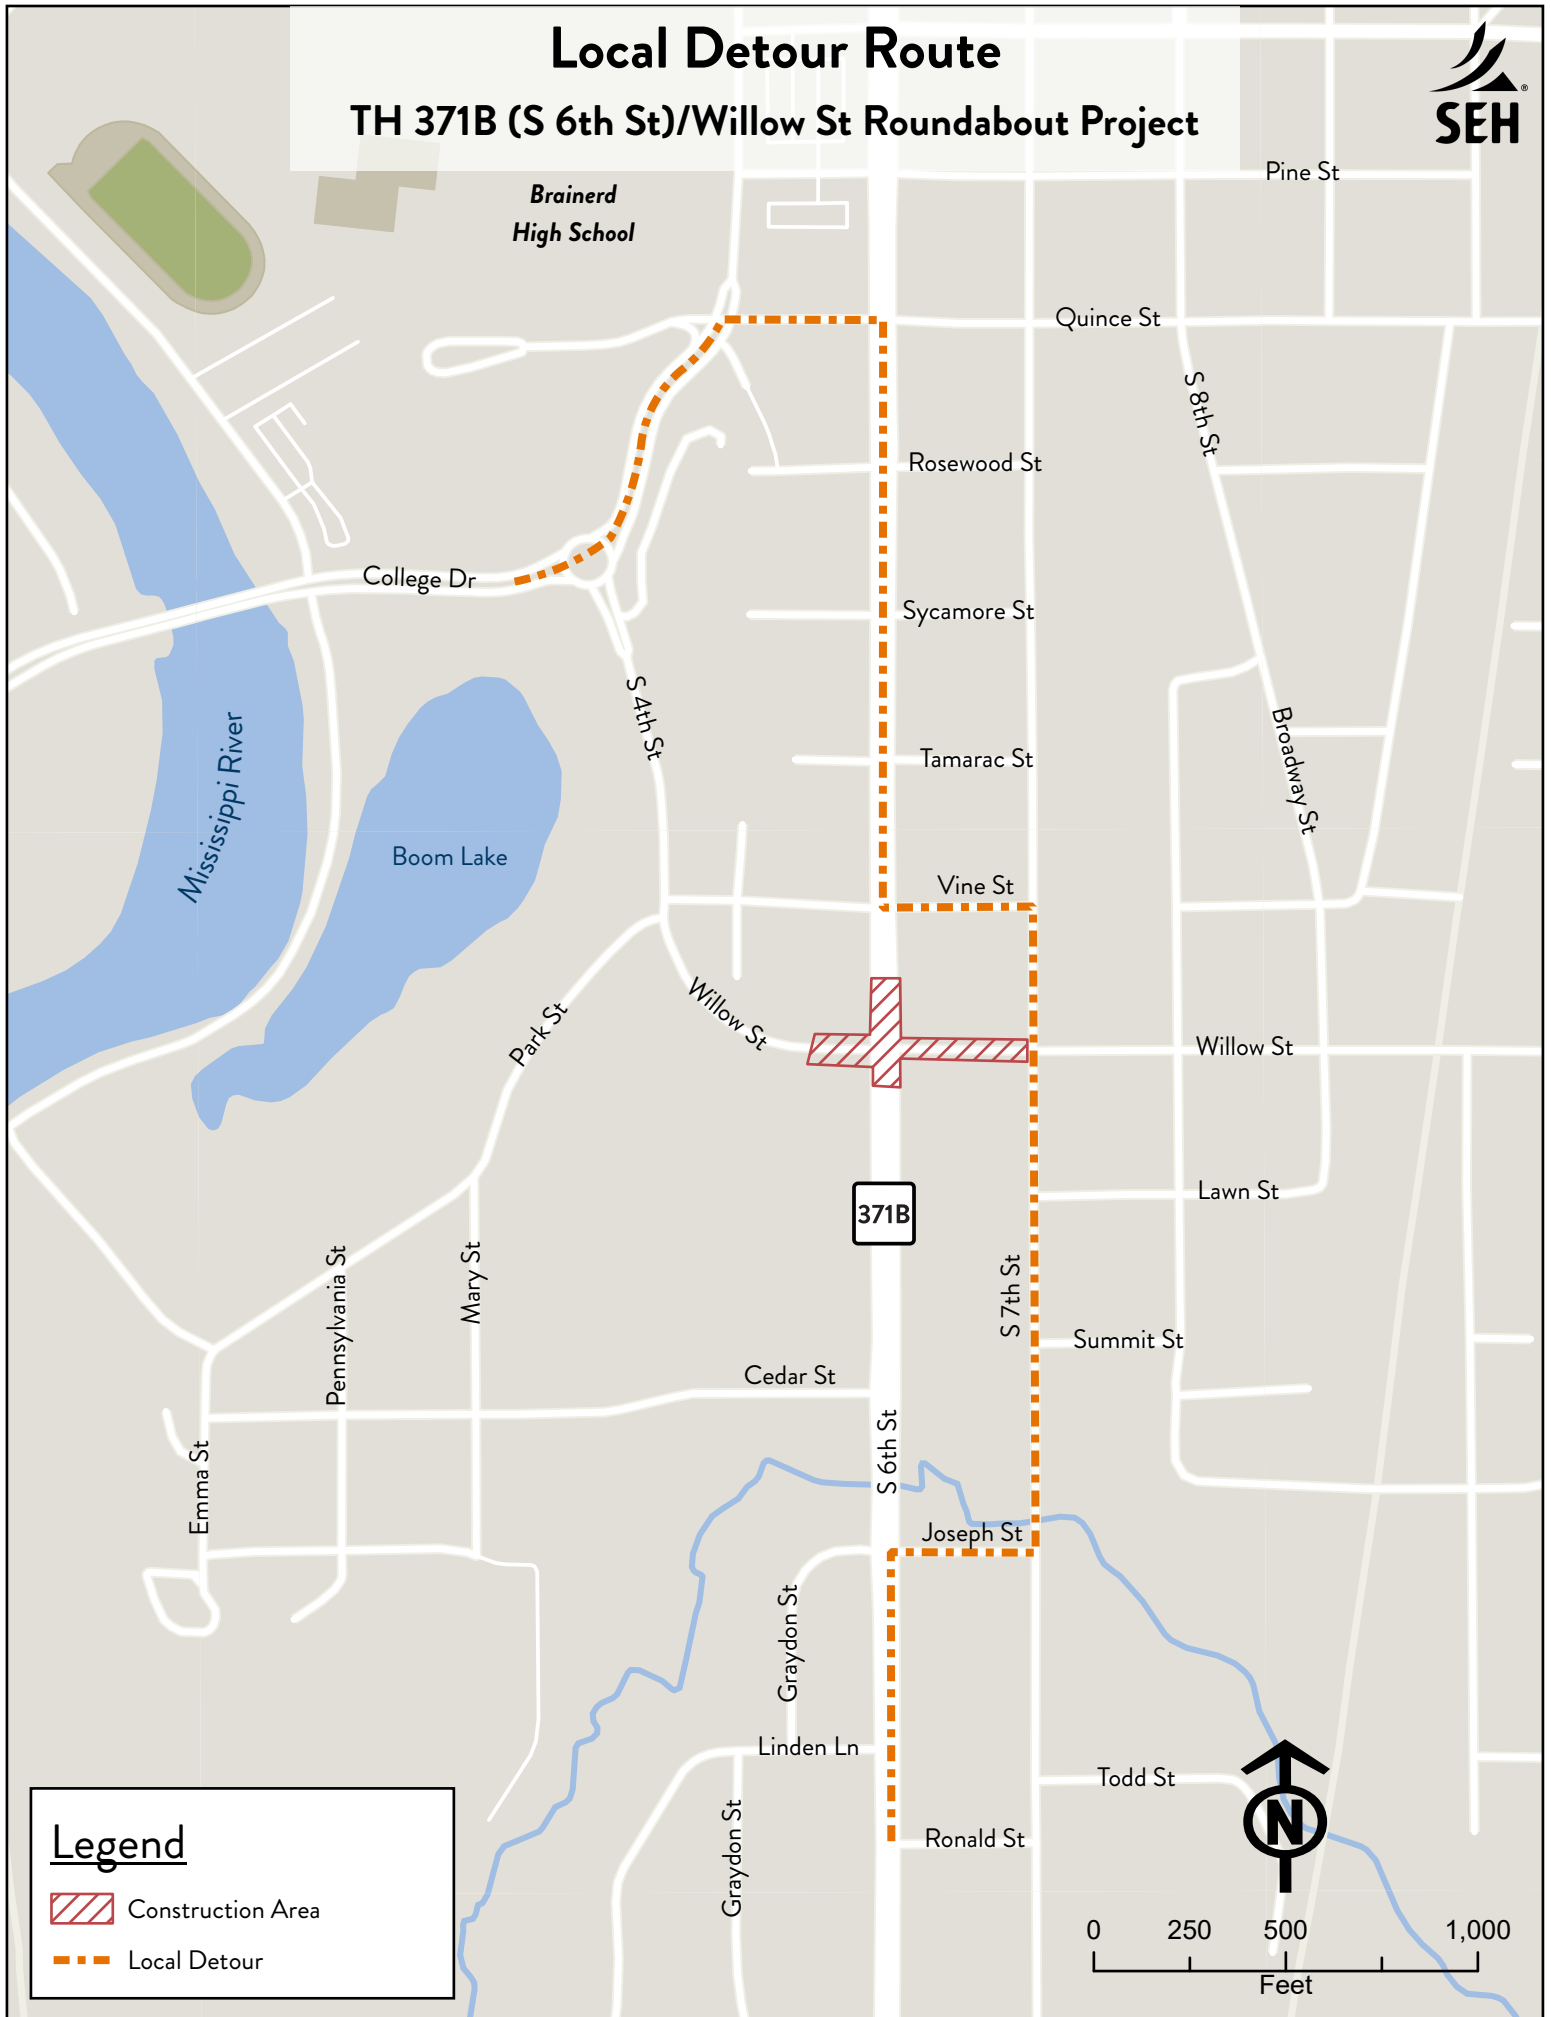 Local Detour Route
TH 371B (S 6th St)/Willow St Roundabout Project
SEH®
Pine St
Brainerd
High School
Quince St
S 8th St
Rosewood St
College Dr
Sycamore St
S 4th St
Tamarac St
Broadway St
Mississippi River
Boom Lake
Vine St
Willow St
Park St
Willow St
Lawn St
371B
Pennsylvania St
Mary St
S 7th St
Summit St
Cedar St
S 6th St
Emma St
Joseph St
Graydon St
Linden Ln
Todd St
Graydon St
Ronald St
N
Legend
Construction Area
Local Detour
0 250 500 1,000
Feet